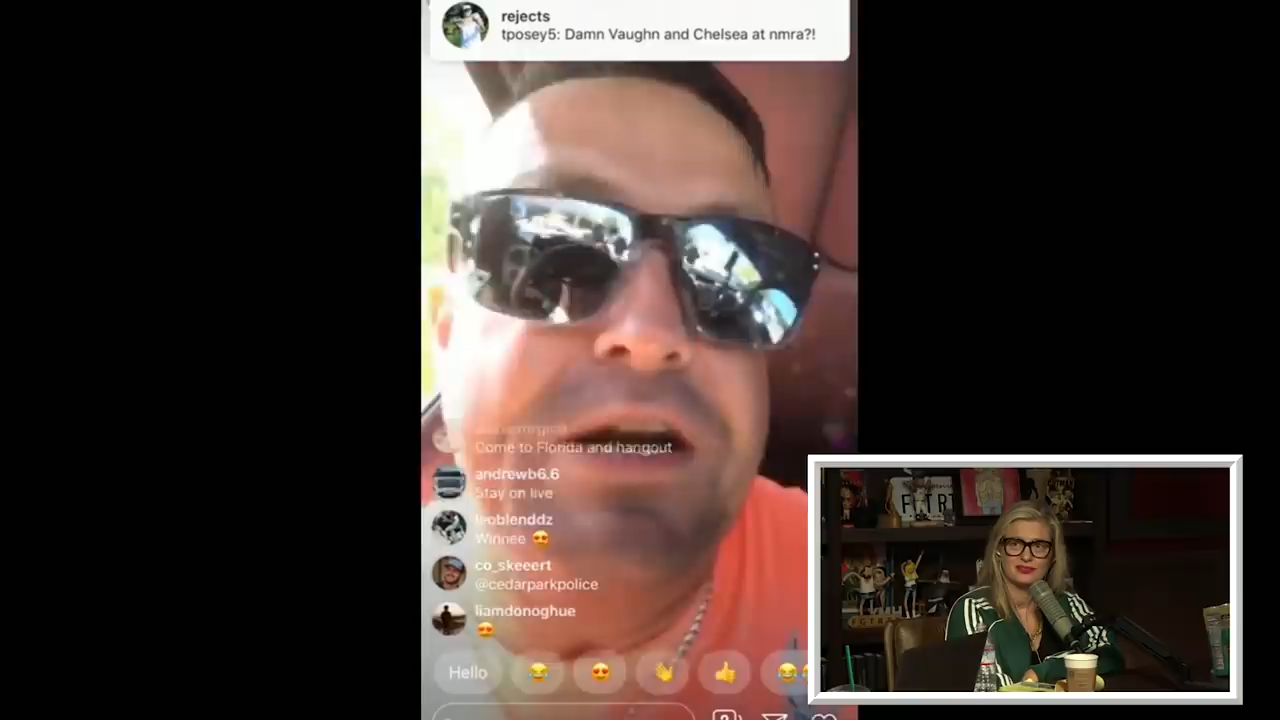 rejects
tposey5: Damn Vaughn and Chelsea at nmra?!
Come to Florida and hangout
andrewb6.6
Stay on live
Winnee 😍
co_skeeert
@cedarparkpolice
liamdonoghue
😍
Hello 😂 😍 👋 👍 😂